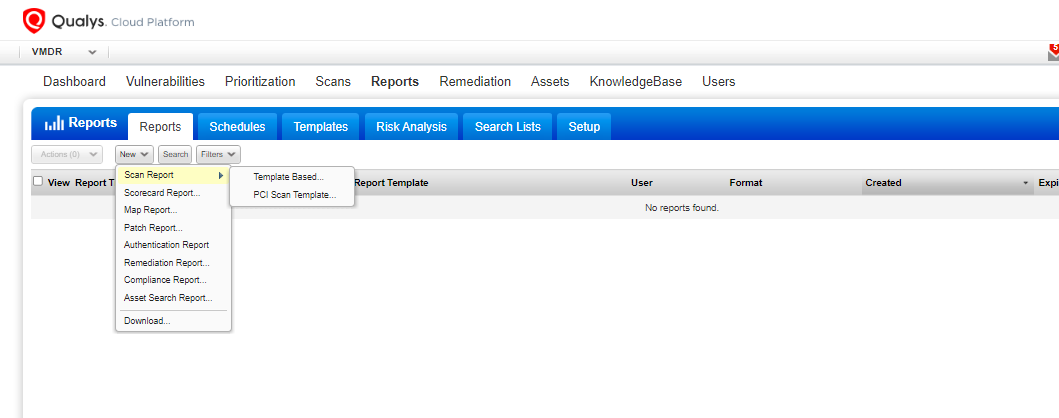 Qualys. Cloud Platform
VMDR
5
Dashboard Vulnerabilities Prioritization Scans Reports Remediation Assets KnowledgeBase Users
Reports Reports Schedules Templates Risk Analysis Search Lists Setup
Actions (0) New Search Filters
View Report T Report Template User Format Created Expi
No reports found.
Scan Report Template Based...
PCI Scan Template...
Scorecard Report...
Map Report...
Patch Report...
Authentication Report
Remediation Report...
Compliance Report...
Asset Search Report...
Download...